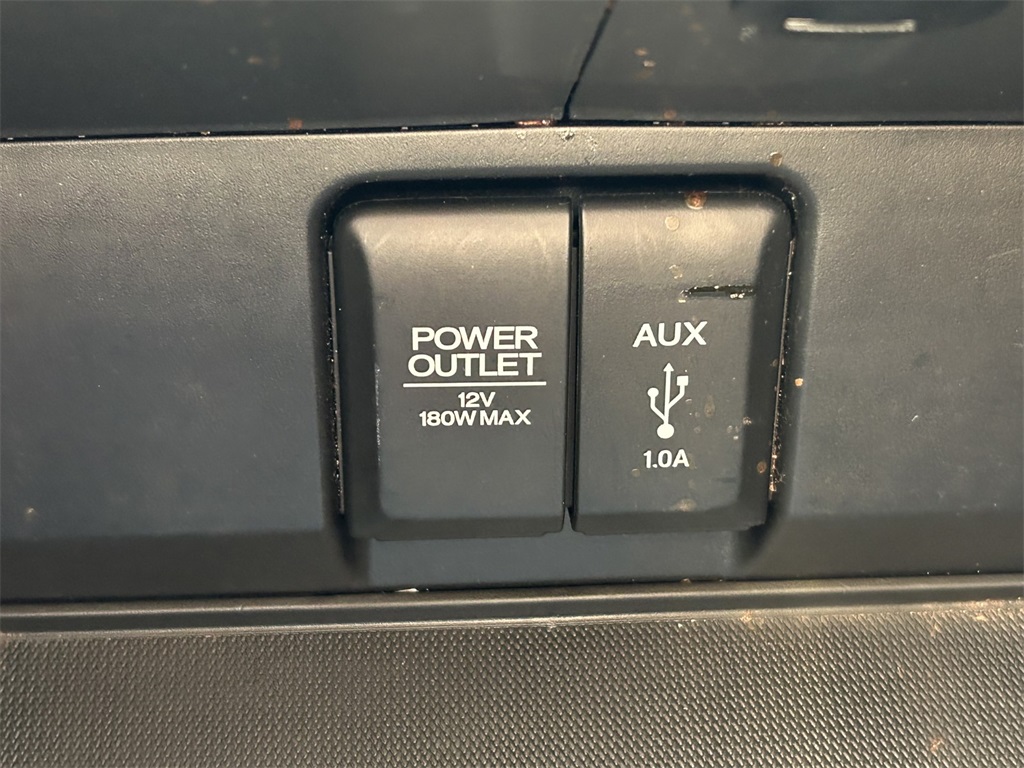 POWER
OUTLET
12V
180W MAX
AUX
1.0A